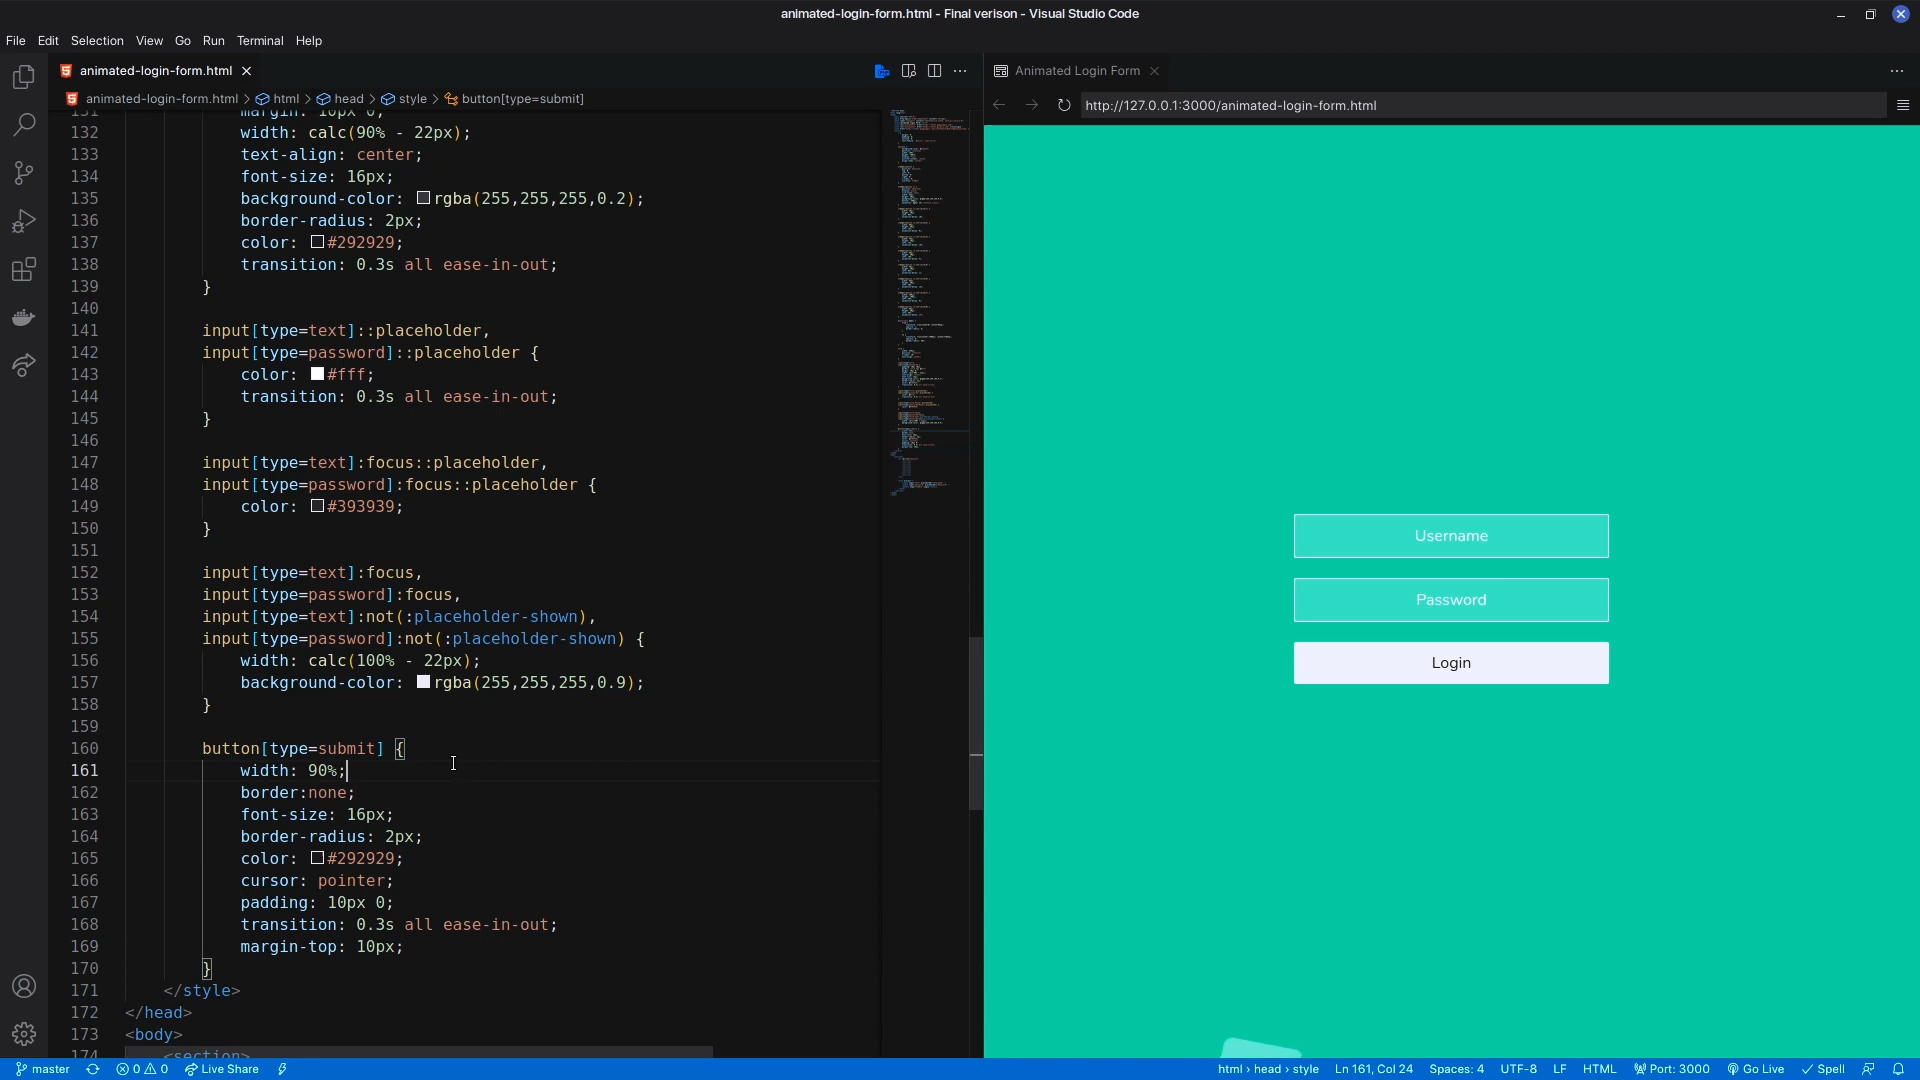 animated-login-form.html - Final verison - Visual Studio Code
File Edit Selection View Go Run Terminal Help
animated-login-form.html
animated-login-form.html > html > head > style > button[type=submit]
131 margin: 10px 0;
132 width: calc(90% - 22px);
133 text-align: center;
134 font-size: 16px;
135 background-color: rgba(255,255,255,0.2);
136 border-radius: 2px;
137 color: #292929;
138 transition: 0.3s all ease-in-out;
139 }
140
141 input[type=text]::placeholder,
142 input[type=password]::placeholder {
143 color: #fff;
144 transition: 0.3s all ease-in-out;
145 }
146
147 input[type=text]:focus::placeholder,
148 input[type=password]:focus::placeholder {
149 color: #393939;
150 }
151
152 input[type=text]:focus,
153 input[type=password]:focus,
154 input[type=text]:not(:placeholder-shown),
155 input[type=password]:not(:placeholder-shown) {
156 width: calc(100% - 22px);
157 background-color: rgba(255,255,255,0.9);
158 }
159
160 button[type=submit] {
161 width: 90%;
162 border:none;
163 font-size: 16px;
164 border-radius: 2px;
165 color: #292929;
166 cursor: pointer;
167 padding: 10px 0;
168 transition: 0.3s all ease-in-out;
169 margin-top: 10px;
170 }
171 </style>
172 </head>
173 <body>
174 <section>
Animated Login Form
http://127.0.0.1:3000/animated-login-form.html
Username
Password
Login
master 0 0 Live Share html > head > style Ln 161, Col 24 Spaces: 4 UTF-8 LF HTML Port: 3000 Go Live Spell